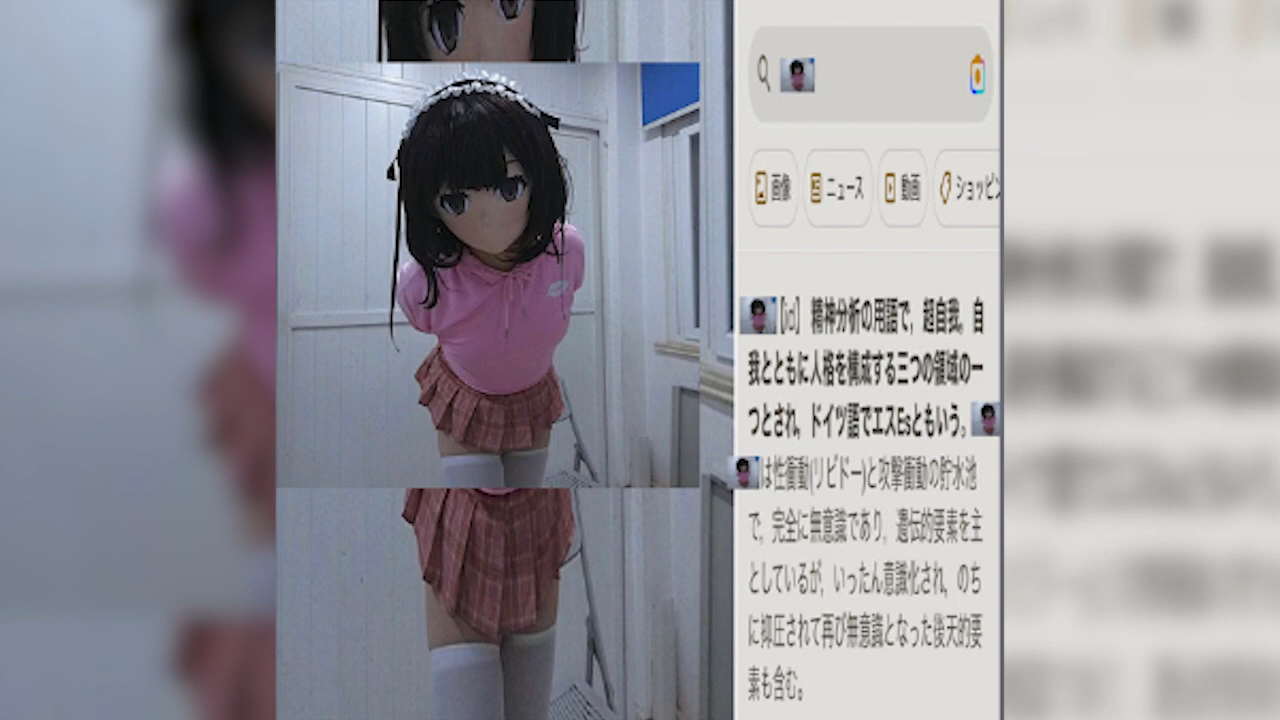 画像 ニュース 動画 ショッピン
【id】 精神分析の用語で，超自我，自
我とともに人格を構成する三つの領域の一
つとされ，ドイツ語でエスEsともいう。
は性衝動(リビドー)と攻撃衝動の貯水池
で，完全に無意識であり，遺伝的要素を主
としているが，いったん意識化され，のち
に抑圧されて再び無意識となった後天的要
素も含む。